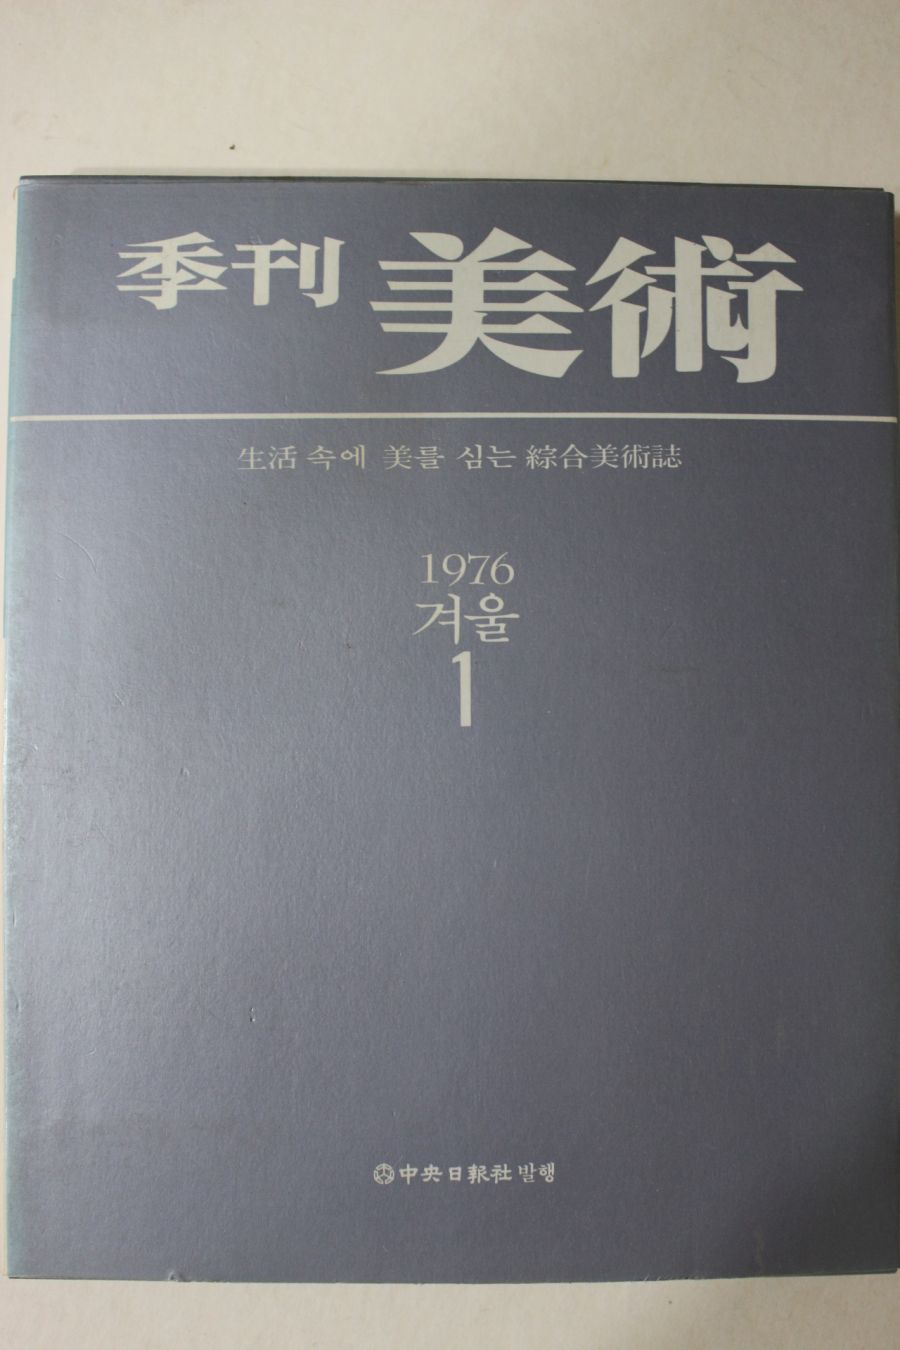 季刊 美術
生活 속에 美를 심는 綜合美術誌
1976
겨울
1
中央日報社 발행